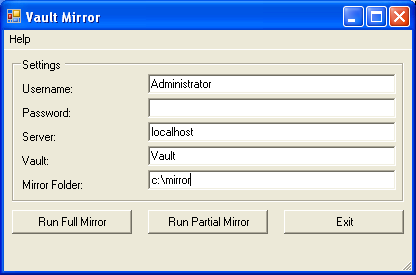 Vault Mirror
Help
Settings
Username: Administrator
Password:
Server: localhost
Vault: Vault
Mirror Folder: c:\mirror
Run Full Mirror Run Partial Mirror Exit